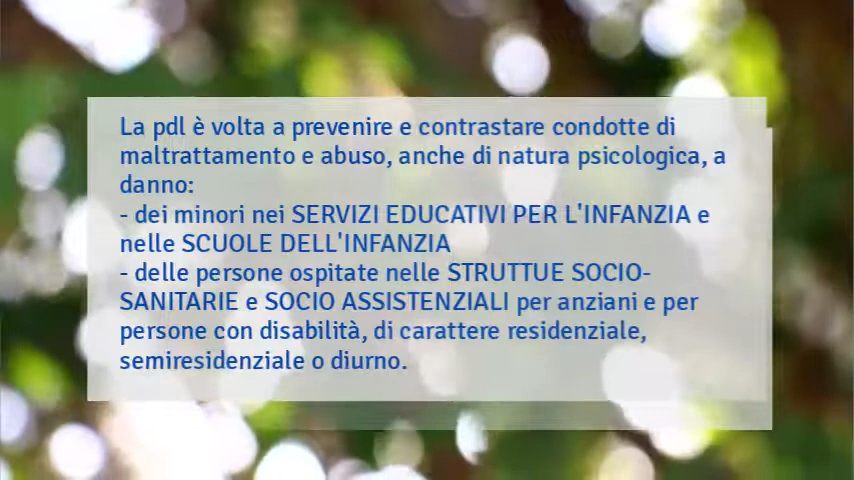 La pdl è volta a prevenire e contrastare condotte di
maltrattamento e abuso, anche di natura psicologica, a
danno:
- dei minori nei SERVIZI EDUCATIVI PER L'INFANZIA e
nelle SCUOLE DELL'INFANZIA
- delle persone ospitate nelle STRUTTUE SOCIO-
SANITARIE e SOCIO ASSISTENZIALI per anziani e per
persone con disabilità, di carattere residenziale,
semiresidenziale o diurno.